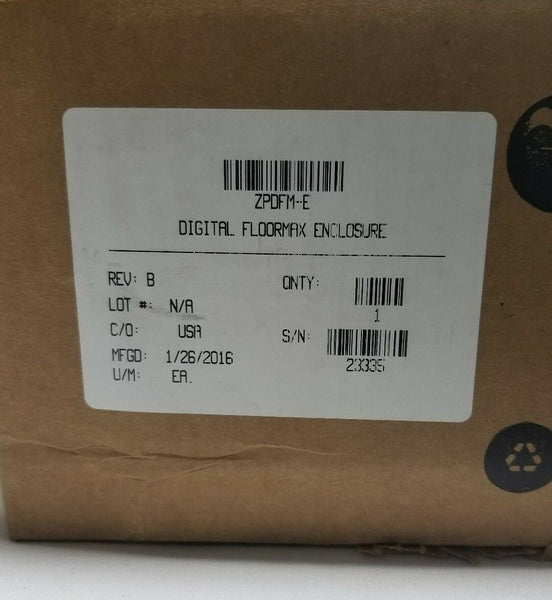 ZPDFM-E
DIGITAL FLOORMAX ENCLOSURE
REV: B QNTY:
LOT #: N/A 1
C/O: USA S/N:
MFGD: 1/26/2016 23335
U/M: EA.